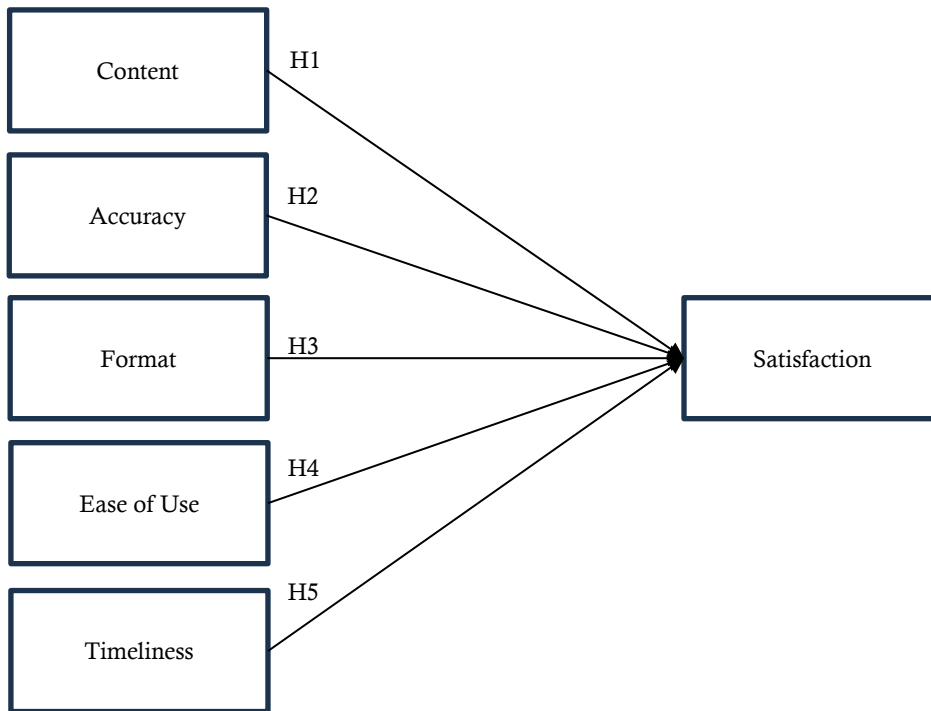 Content
H1
Accuracy
H2
Format
H3
Satisfaction
Ease of Use
H4
Timeliness
H5